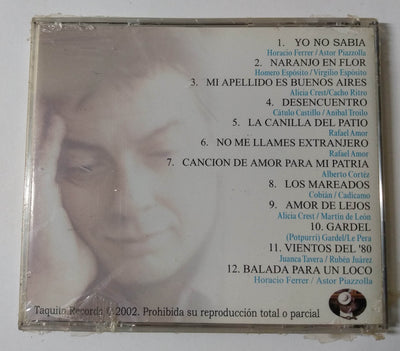 1. YO NO SABIA
Horacio Ferrer / Astor Piazzolla
2. NARANJO EN FLOR
Homero Espósito / Virgilio Espósito
3. MI APELLIDO ES BUENOS AIRES
Alicia Crest/Cacho Ritro
4. DESENCUENTRO
Cátulo Castillo / Aníbal Troilo
5. LA CANILLA DEL PATIO
Rafael Amor
6. NO ME LLAMES EXTRANJERO
Rafael Amor
7. CANCION DE AMOR PARA MI PATRIA
Alberto Cortéz
8. LOS MAREADOS
Cobián / Cadícamo
9. AMOR DE LEJOS
Alicia Crest / Martín de León
10. GARDEL
(Potpurrí) Gardel/Le Pera
11. VIENTOS DEL '80
Juanca Tavera / Rubén Juárez
12. BALADA PARA UN LOCO
Horacio Ferrer / Astor Piazzolla
Taquito Records © 2002. Prohibida su reproducción total o parcial